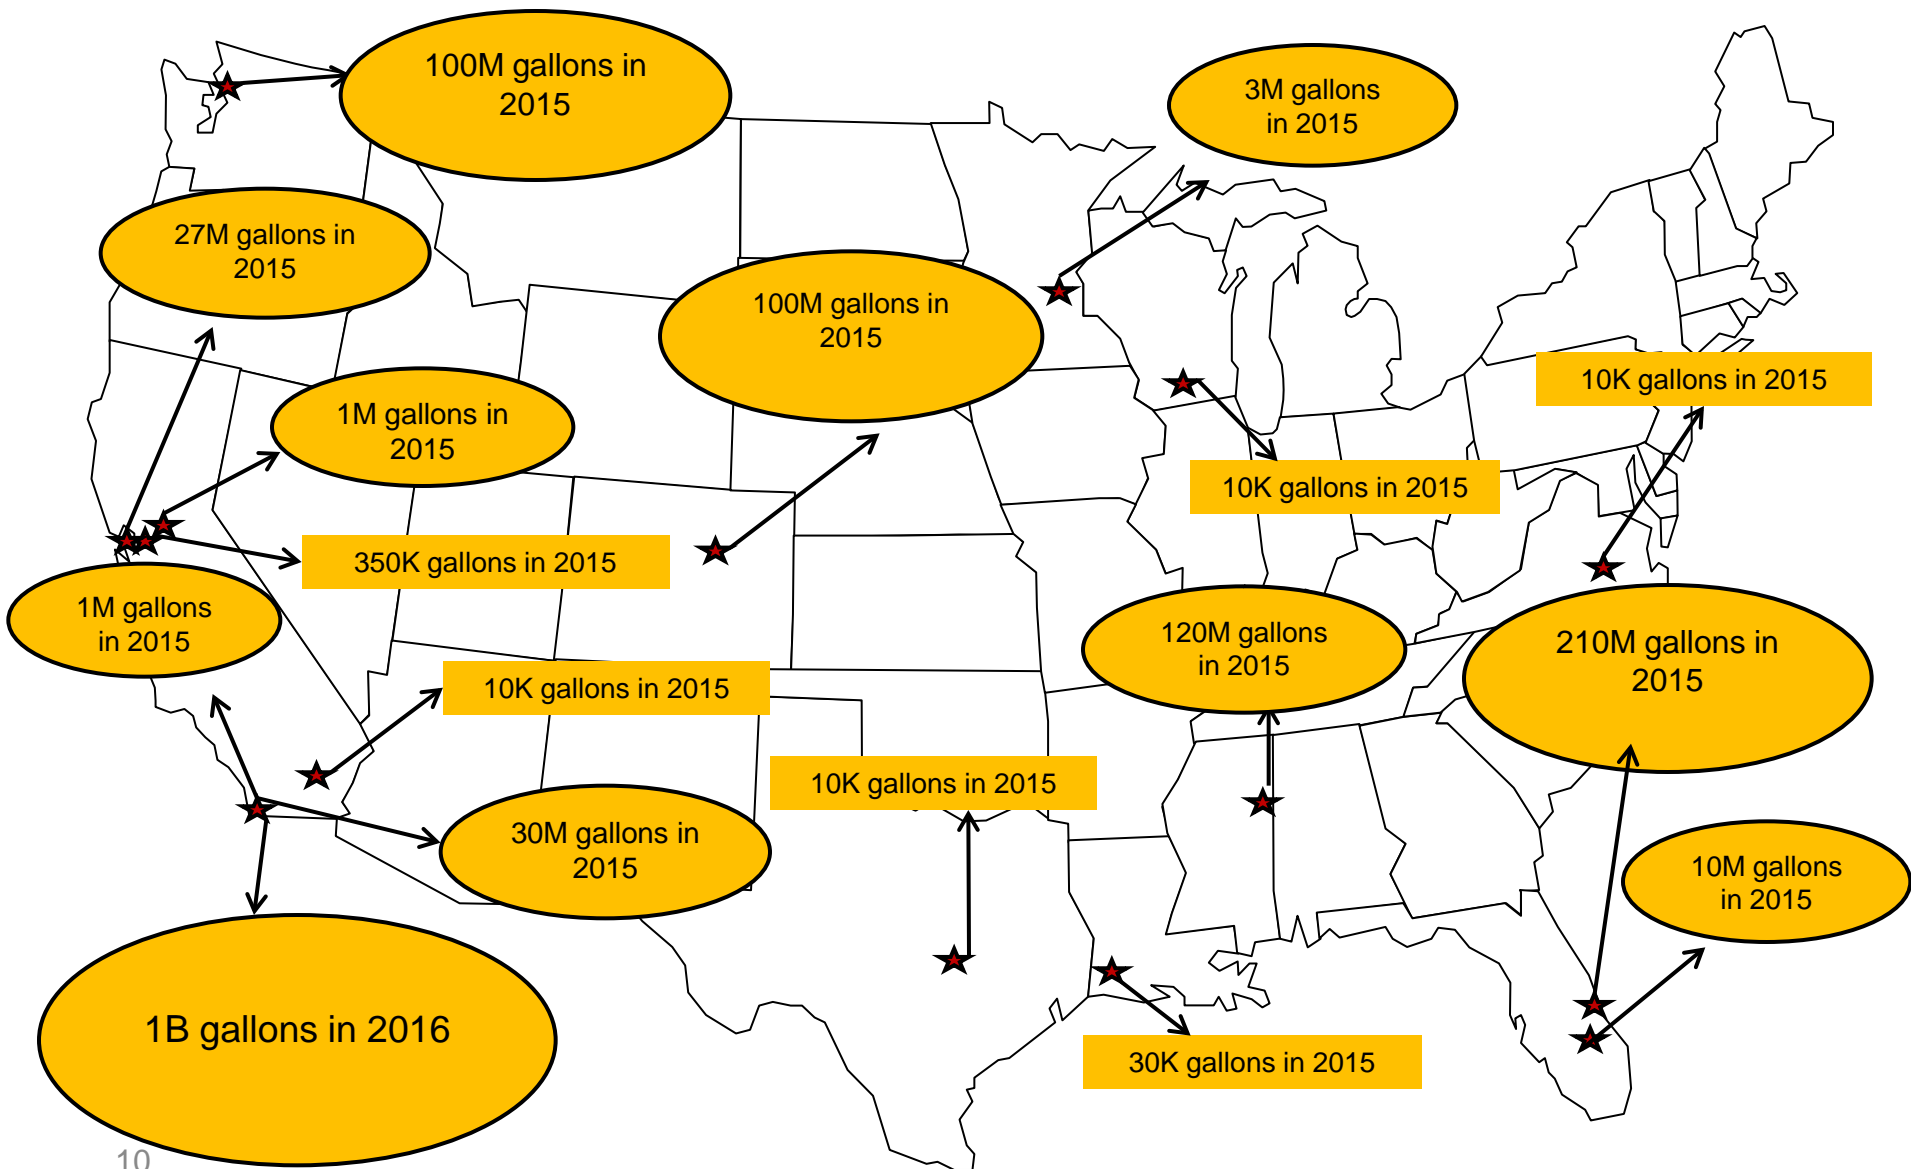 100M gallons in
2015
3M gallons
in 2015
27M gallons in
2015
100M gallons in
2015
10K gallons in 2015
1M gallons in
2015
10K gallons in 2015
350K gallons in 2015
1M gallons
in 2015
120M gallons
in 2015
210M gallons in
2015
10K gallons in 2015
10K gallons in 2015
30M gallons in
2015
10M gallons
in 2015
1B gallons in 2016
30K gallons in 2015
10